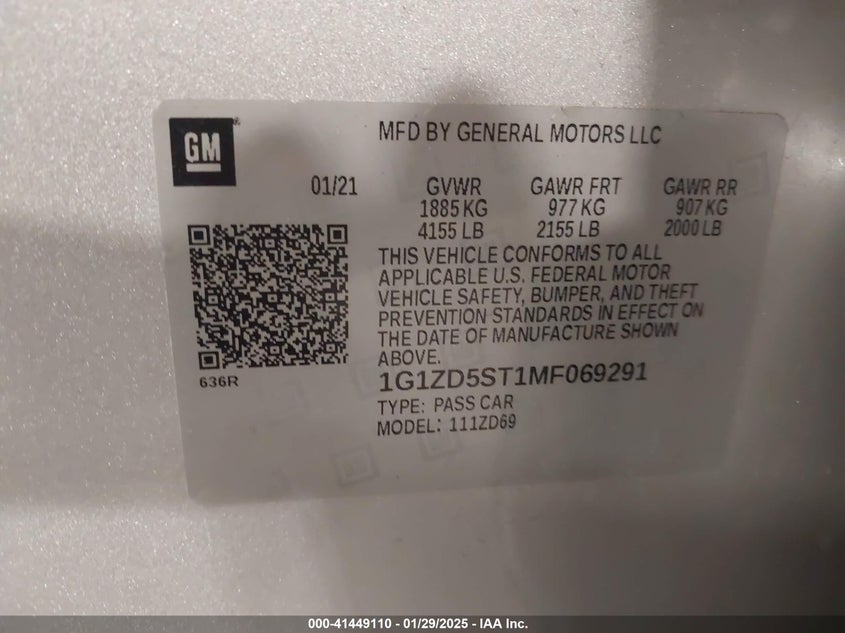 GM
MFD BY GENERAL MOTORS LLC
01/21 GVWR GAWR FRT GAWR RR
1885 KG 977 KG 907 KG
4155 LB 2155 LB 2000 LB
THIS VEHICLE CONFORMS TO ALL
APPLICABLE U.S. FEDERAL MOTOR
VEHICLE SAFETY, BUMPER, AND THEFT
PREVENTION STANDARDS IN EFFECT ON
THE DATE OF MANUFACTURE SHOWN
ABOVE.
636R
1G1ZD5ST1MF069291
TYPE: PASS CAR
MODEL: 111ZD69
000-41449110 - 01/29/2025 - IAA Inc.